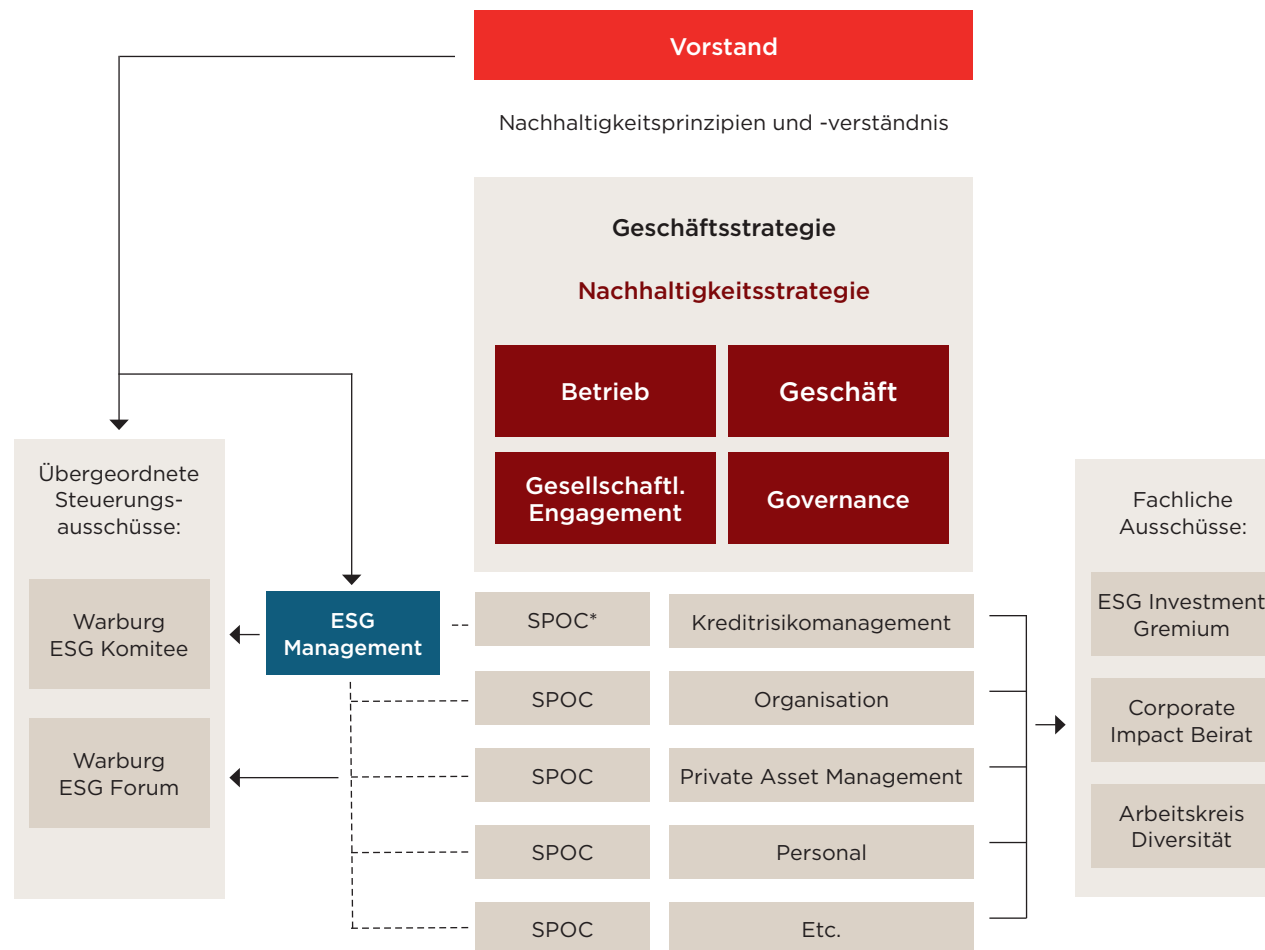 Vorstand
Nachhaltigkeitsprinzipien und -verständnis
Geschäftsstrategie
Nachhaltigkeitsstrategie
Betrieb
Geschäft
Gesellschaftl.
Engagement
Governance
Übergeordnete
Steuerungs-
ausschüsse:
Warburg
ESG Komitee
Warburg
ESG Forum
ESG
Management
SPOC*
Kreditrisikomanagement
SPOC
Organisation
SPOC
Private Asset Management
SPOC
Personal
SPOC
Etc.
Fachliche
Ausschüsse:
ESG Investment
Gremium
Corporate
Impact Beirat
Arbeitskreis
Diversität